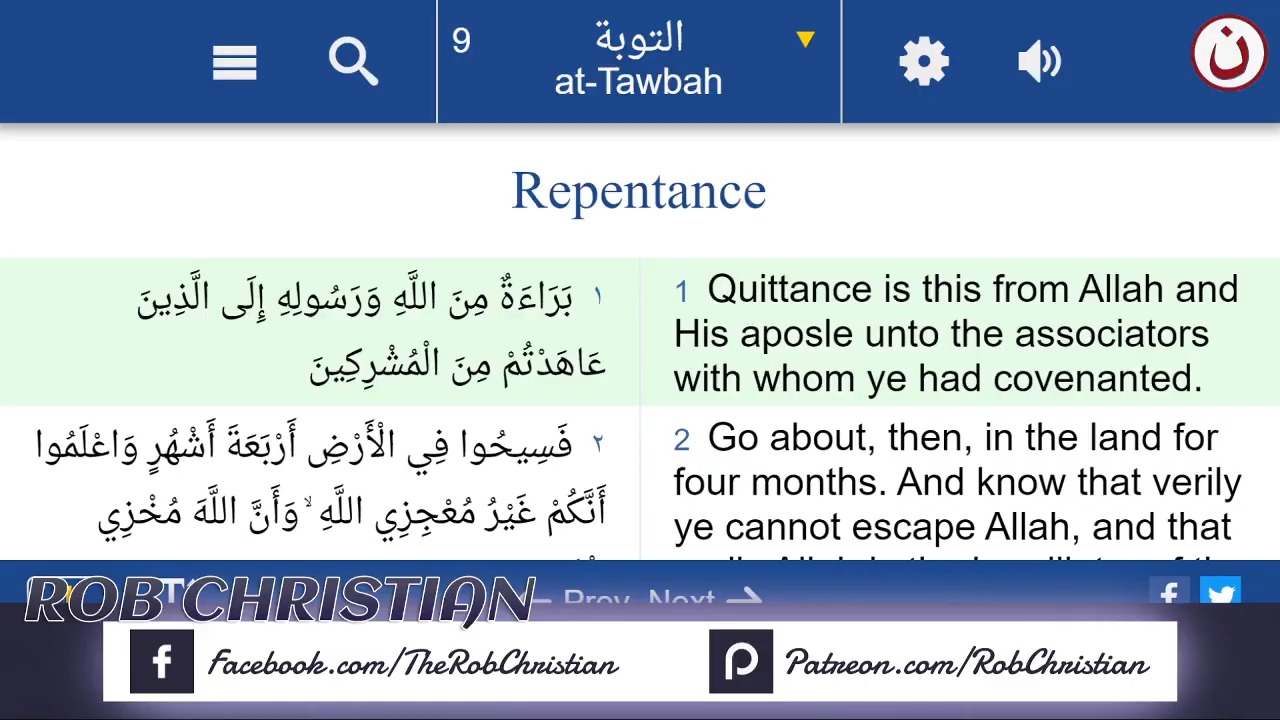 9
التوبة
at-Tawbah
ن
Repentance
١ بَرَاءَةٌ مِنَ اللَّهِ وَرَسُولِهِ إِلَى الَّذِينَ
عَاهَدْتُمْ مِنَ الْمُشْرِكِينَ
1 Quittance is this from Allah and
His aposle unto the associators
with whom ye had covenanted.
٢ فَسِيحُوا فِي الْأَرْضِ أَرْبَعَةَ أَشْهُرٍ وَاعْلَمُوا
أَنَّكُمْ غَيْرُ مُعْجِزِي اللَّهِ ۙ وَأَنَّ اللَّهَ مُخْزِي
2 Go about, then, in the land for
four months. And know that verily
ye cannot escape Allah, and that
Prev Next
ROB CHRISTIAN
Facebook.com/TheRobChristian
Patreon.com/RobChristian